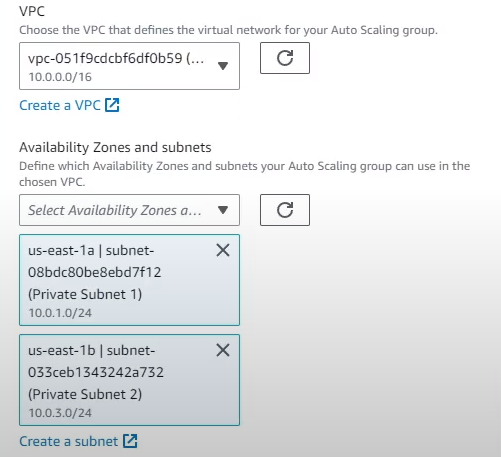 VPC
Choose the VPC that defines the virtual network for your Auto Scaling group.
vpc-051f9cdcbf6df0b59 (...
10.0.0.0/16
Create a VPC
Availability Zones and subnets
Define which Availability Zones and subnets your Auto Scaling group can use in the
chosen VPC.
Select Availability Zones a...
us-east-1a | subnet-
08bdc80be8ebd7f12
(Private Subnet 1)
10.0.1.0/24
us-east-1b | subnet-
033ceb1343242a732
(Private Subnet 2)
10.0.3.0/24
Create a subnet